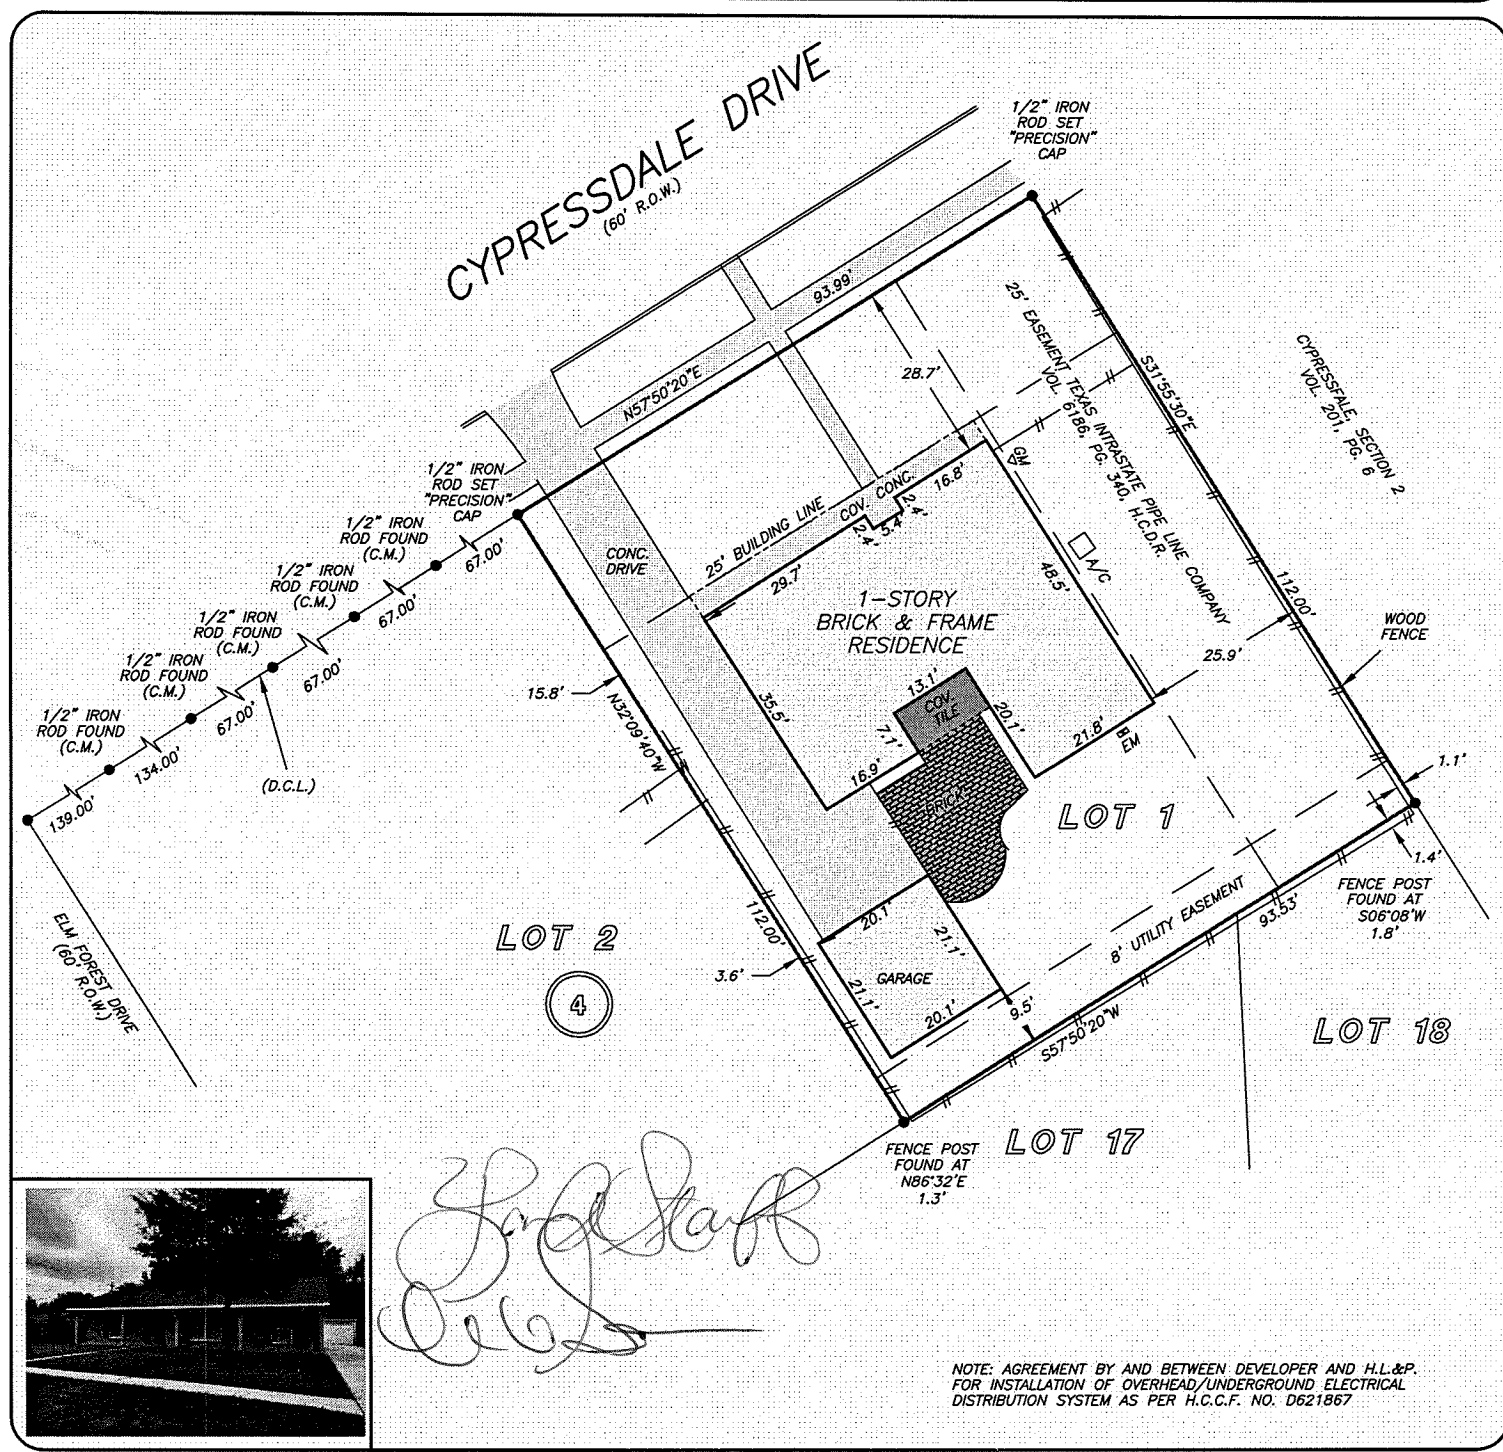 CYPRESSDALE DRIVE
(60' R.O.W.)
1/2" IRON
ROD SET
"PRECISION"
CAP
93.99'
N57°50'20"E
28.7'
25' EASEMENT TEXAS INTRASTATE PIPE LINE COMPANY
VOL. 6186, PG. 340, H.C.D.R.
S31°55'30"E
112.00'
CYPRESSDALE, SECTION 2
VOL. 201, PG. 6
1/2" IRON
ROD SET
"PRECISION"
CAP
1/2" IRON
ROD FOUND
(C.M.)
1/2" IRON
ROD FOUND
(C.M.)
1/2" IRON
ROD FOUND
(C.M.)
1/2" IRON
ROD FOUND
(C.M.)
1/2" IRON
ROD FOUND
(C.M.)
67.00'
67.00'
67.00'
67.00'
134.00'
139.00'
(D.C.L.)
ELM FOREST DRIVE
(60' R.O.W.)
CONC.
DRIVE
25' BUILDING LINE
COV. CONC.
16.8'
2.4'
5.4'
2.4'
29.7'
GM
A/C
48.5'
1-STORY
BRICK & FRAME
RESIDENCE
25.9'
WOOD
FENCE
15.8'
N32°09'40"W
35.5'
13.1'
COV.
TILE
7.1'
20.1'
16.9'
21.8'
EM
BRICK
LOT 1
1.1'
1.4'
FENCE POST
FOUND AT
S06°08'W
1.8'
8' UTILITY EASEMENT
93.53'
112.00'
LOT 2
4
3.6'
20.1'
21.1'
GARAGE
21.1'
20.1'
9.5'
S57°50'20"W
LOT 18
LOT 17
FENCE POST
FOUND AT
N86°32'E
1.3'
NOTE: AGREEMENT BY AND BETWEEN DEVELOPER AND H.L.&P.
FOR INSTALLATION OF OVERHEAD/UNDERGROUND ELECTRICAL
DISTRIBUTION SYSTEM AS PER H.C.C.F. NO. D621867